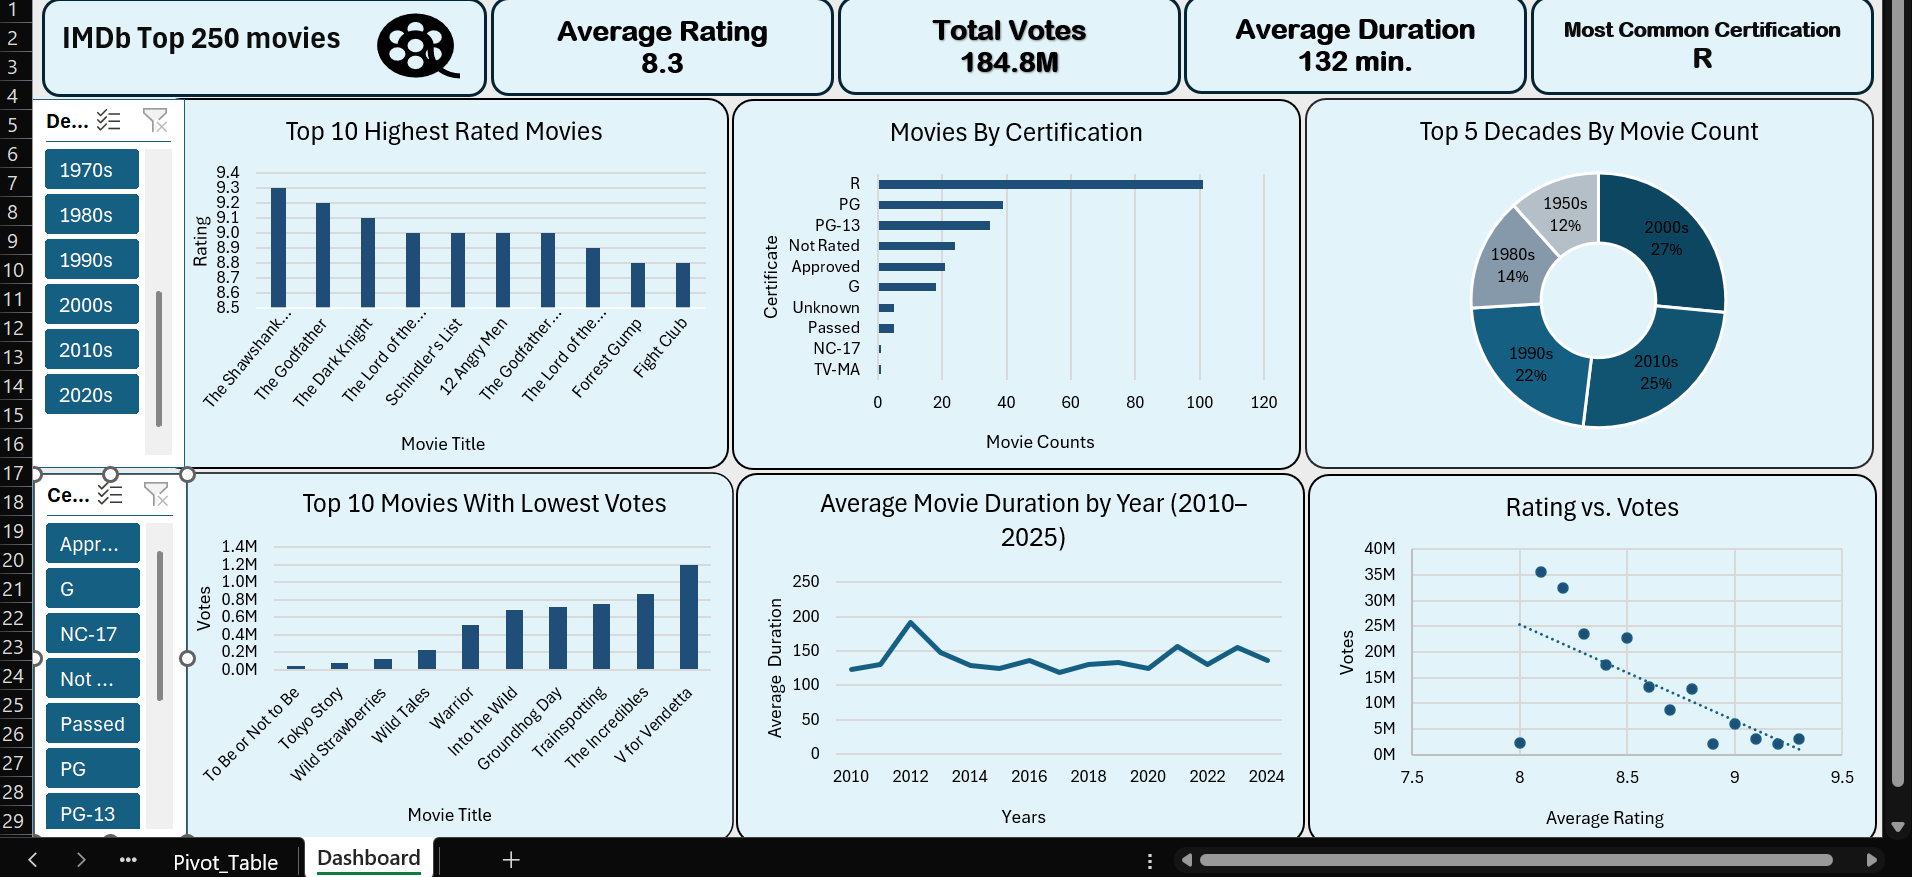 1
2
3
4
5
6
7
8
9
10
11
12
13
14
15
16
17
18
19
20
21
22
23
24
25
26
27
28
29
IMDb Top 250 movies
Average Rating
8.3
Total Votes
184.8M
Average Duration
132 min.
Most Common Certification
R
De...
1970s
1980s
1990s
2000s
2010s
2020s
Top 10 Highest Rated Movies
Rating
9.4
9.3
9.2
9.1
9.0
8.9
8.8
8.7
8.6
8.5
The Shawshank...
The Godfather
The Dark Knight
The Lord of the...
Schindler's List
12 Angry Men
The Godfather...
The Lord of the...
Forrest Gump
Fight Club
Movie Title
Movies By Certification
Certificate
R
PG
PG-13
Not Rated
Approved
G
Unknown
Passed
NC-17
TV-MA
0 20 40 60 80 100 120
Movie Counts
Top 5 Decades By Movie Count
2000s
27%
2010s
25%
1990s
22%
1980s
14%
1950s
12%
Ce...
Appr...
G
NC-17
Not ...
Passed
PG
PG-13
Top 10 Movies With Lowest Votes
Votes
1.4M
1.2M
1.0M
0.8M
0.6M
0.4M
0.2M
0.0M
To Be or Not to Be
Tokyo Story
Wild Strawberries
Wild Tales
Warrior
Into the Wild
Groundhog Day
Trainspotting
The Incredibles
V for Vendetta
Movie Title
Average Movie Duration by Year (2010–
2025)
Average Duration
250
200
150
100
50
0
2010 2012 2014 2016 2018 2020 2022 2024
Years
Rating vs. Votes
Votes
40M
35M
30M
25M
20M
15M
10M
5M
0M
7.5 8 8.5 9 9.5
Average Rating
Pivot_Table
Dashboard